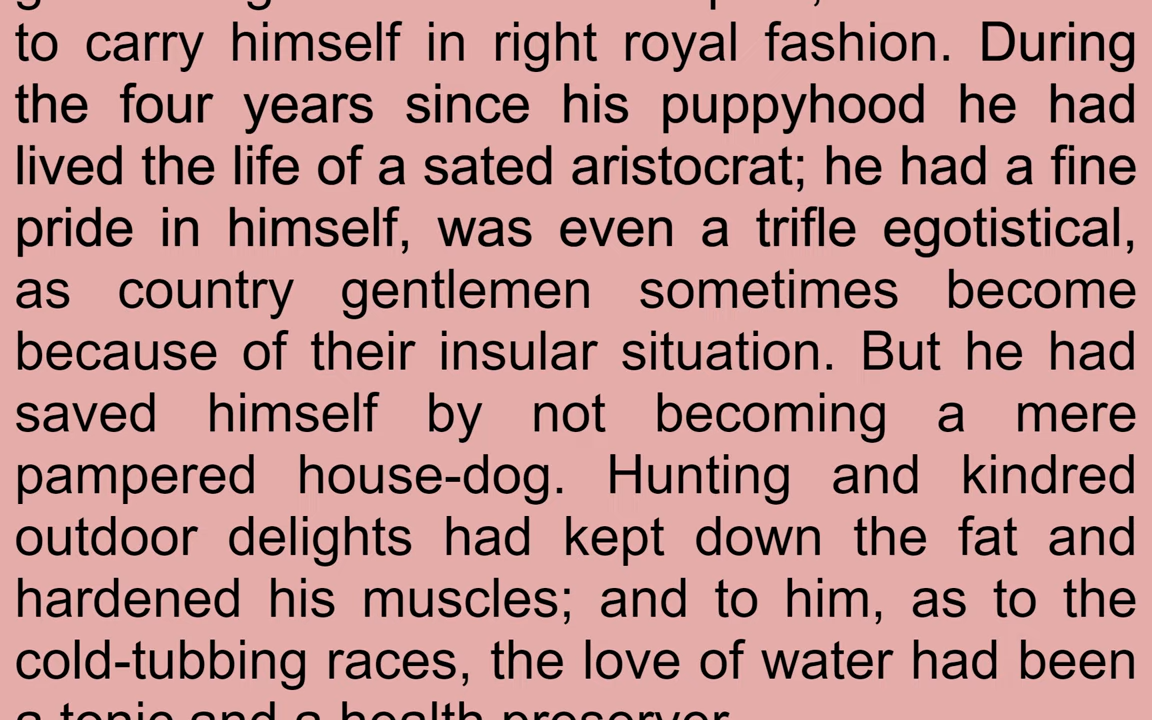 to carry himself in right royal fashion. During
the four years since his puppyhood he had
lived the life of a sated aristocrat; he had a fine
pride in himself, was even a trifle egotistical,
as country gentlemen sometimes become
because of their insular situation. But he had
saved himself by not becoming a mere
pampered house-dog. Hunting and kindred
outdoor delights had kept down the fat and
hardened his muscles; and to him, as to the
cold-tubbing races, the love of water had been
a tonic and a health preserver.